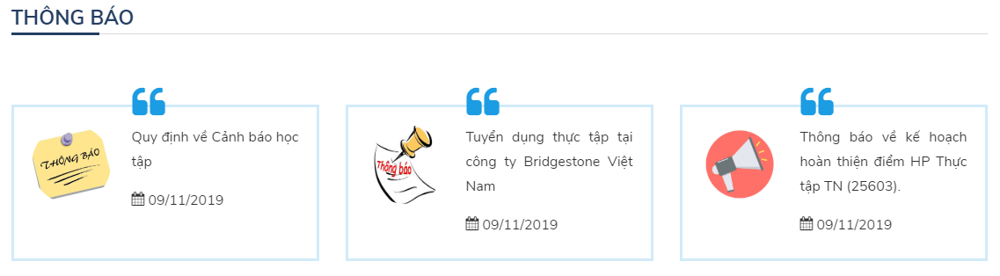 THÔNG BÁO
THÔNG BÁO
Quy định về Cảnh báo học
tập
09/11/2019
Thông báo
Tuyển dụng thực tập tại
công ty Bridgestone Việt
Nam
09/11/2019
Thông báo về kế hoạch
hoàn thiện điểm HP Thực
tập TN (25603).
09/11/2019